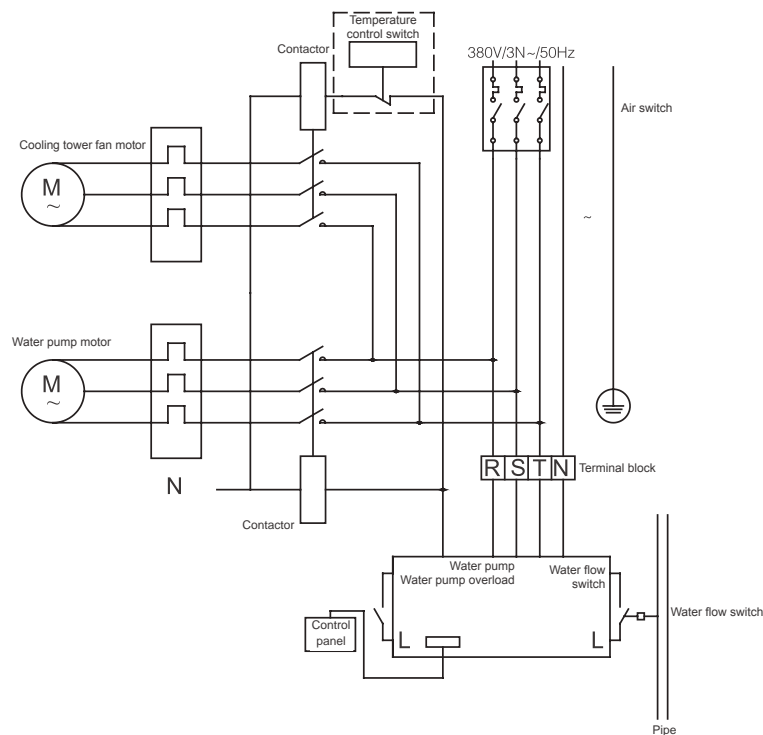 Temperature
control switch
Contactor
380V/3N~/50Hz
Air switch
Cooling tower fan motor
M
~
~
Water pump motor
M
~
R S T N
Terminal block
N
Contactor
Water pump
Water pump overload
Water flow
switch
Control
panel
L
L
Water flow switch
Pipe